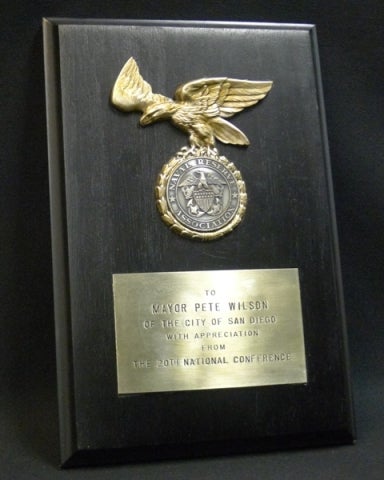 NAVAL RESERVE
ASSOCIATION
TO
MAYOR PETE WILSON
OF THE CITY OF SAN DIEGO
WITH APPRECIATION
FROM
THE 20TH NATIONAL CONFERENCE